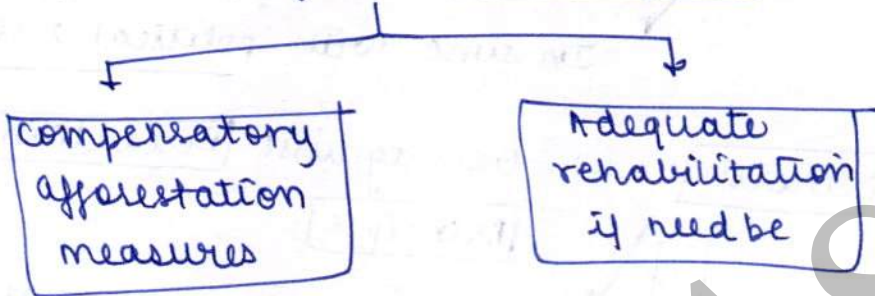 compensatory
afforestation
measures
Adequate
rehabilitation
if need be